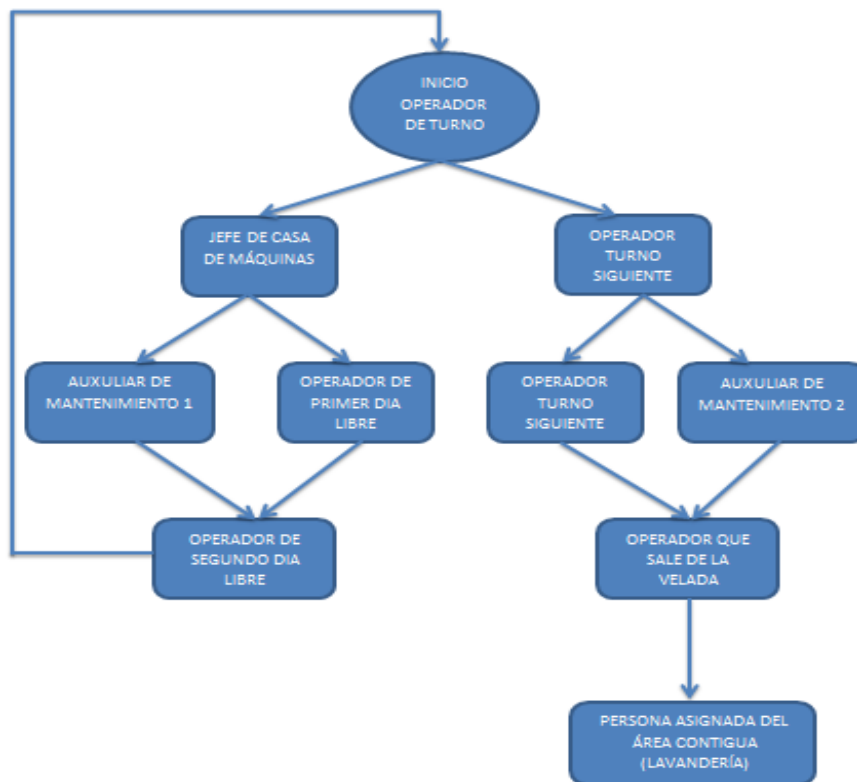 INICIO
OPERADOR
DE TURNO
JEFE DE CASA
DE MÁQUINAS
OPERADOR
TURNO
SIGUIENTE
AUXULIAR DE
MANTENIMIENTO 1
OPERADOR DE
PRIMER DIA
LIBRE
OPERADOR
TURNO
SIGUIENTE
AUXULIAR DE
MANTENIMIENTO 2
OPERADOR DE
SEGUNDO DIA
LIBRE
OPERADOR QUE
SALE DE LA
VELADA
PERSONA ASIGNADA DEL
ÁREA CONTIGUA
(LAVANDERÍA)